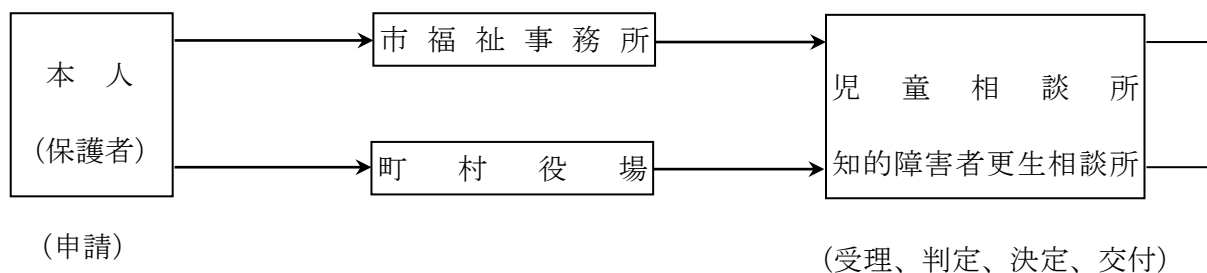 本人
(保護者)
(申請)
市福祉事務所
町村役場
児童相談所
知的障害者更生相談所
(受理、判定、決定、交付)